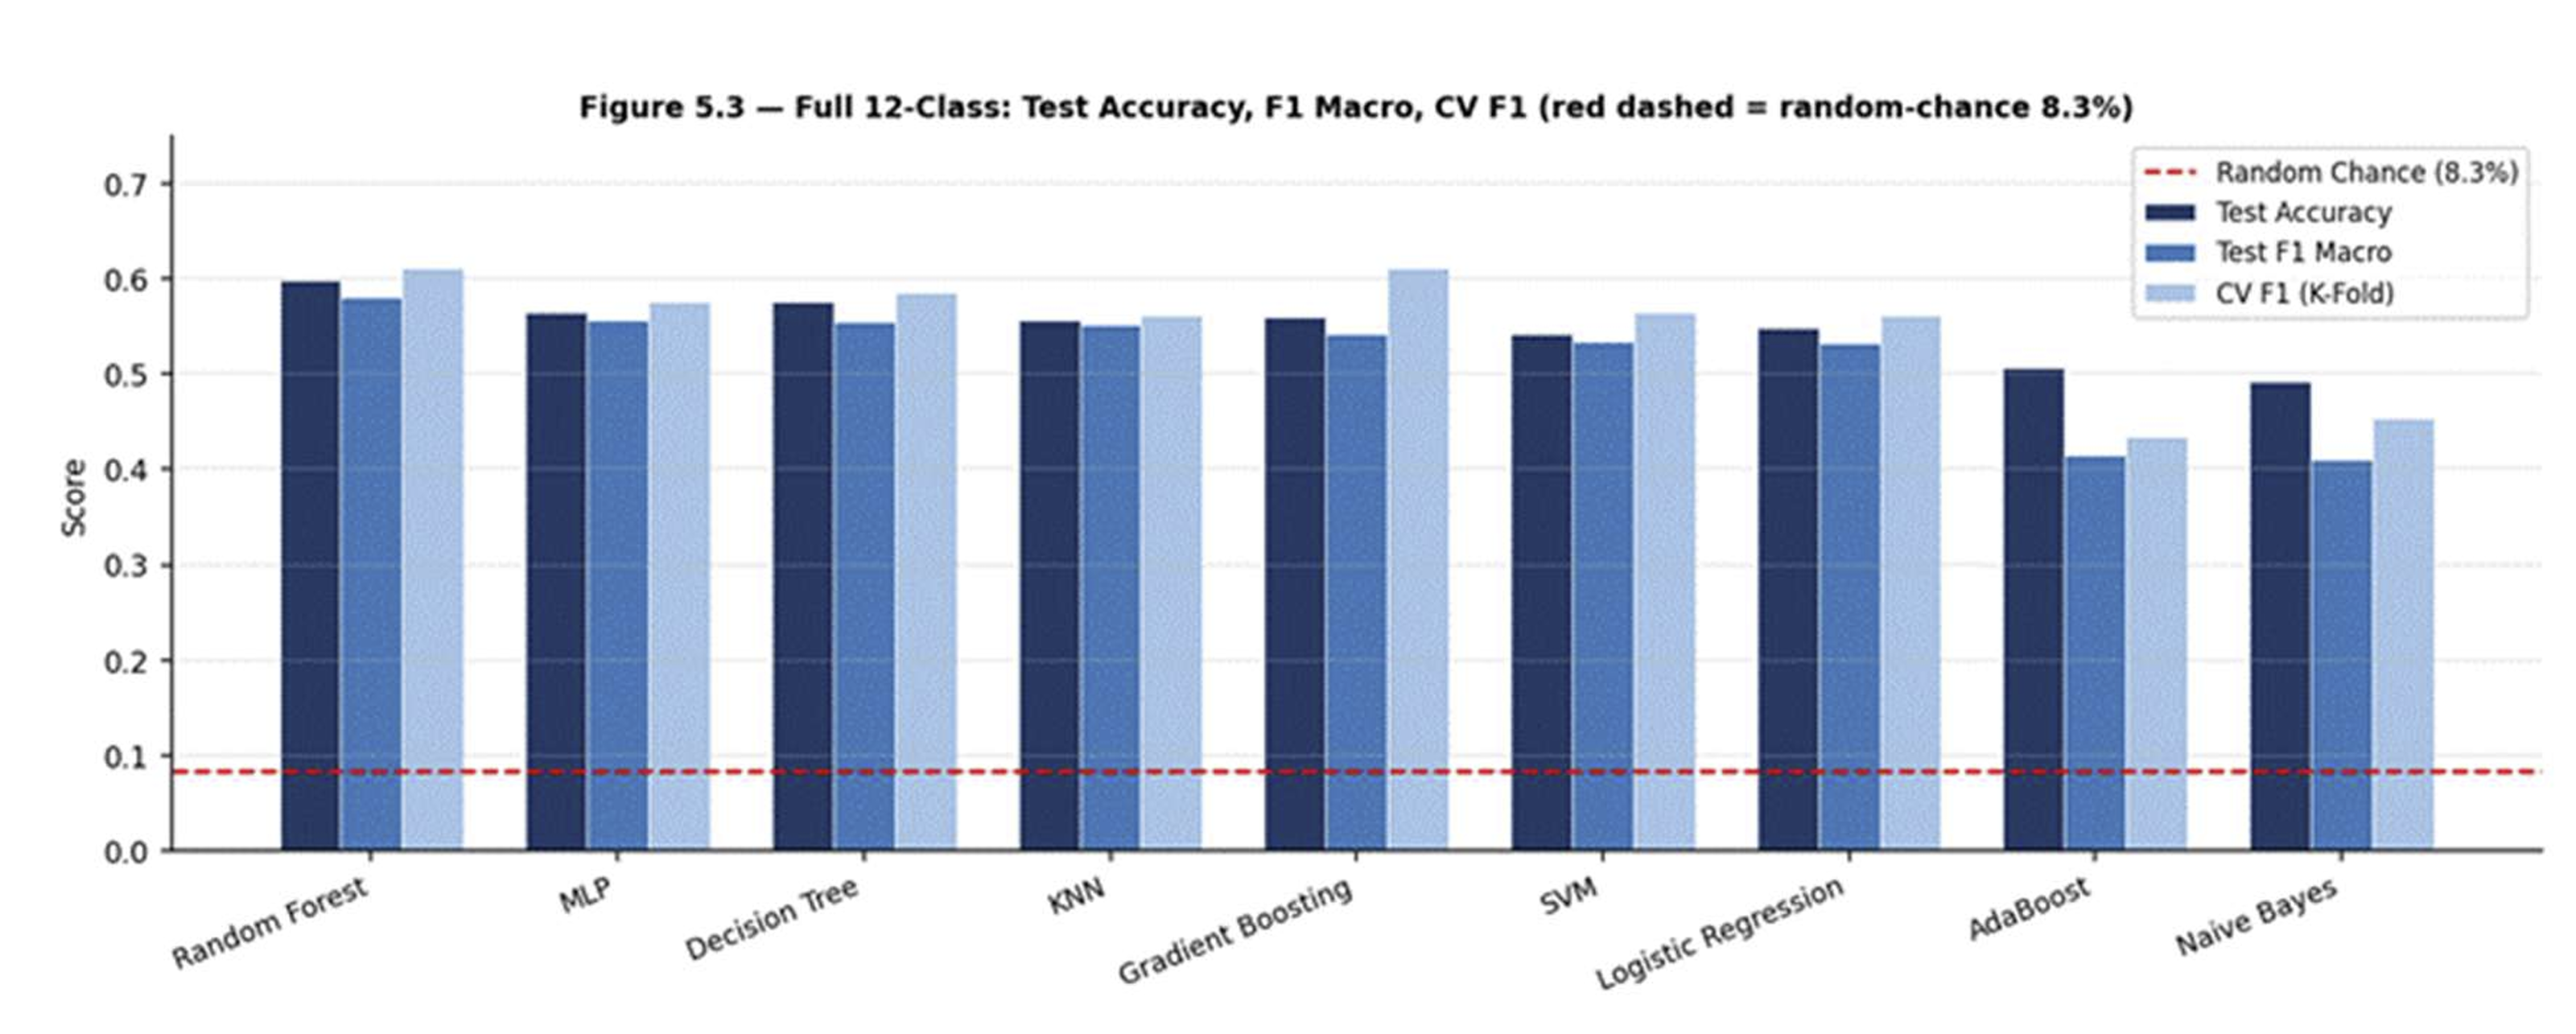 Figure 5.3 — Full 12-Class: Test Accuracy, F1 Macro, CV F1 (red dashed = random-chance 8.3%)
Random Chance (8.3%)
Test Accuracy
Test F1 Macro
CV F1 (K-Fold)
Score
0.7
0.6
0.5
0.4
0.3
0.2
0.1
0.0
Random Forest
MLP
Decision Tree
KNN
Gradient Boosting
SVM
Logistic Regression
AdaBoost
Naive Bayes